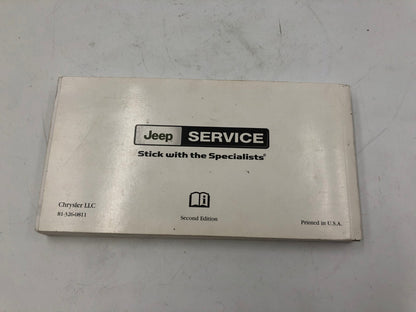 Jeep SERVICE
Stick with the Specialists®
i
Chrysler LLC
81-326-0811
Second Edition
Printed in U.S.A.